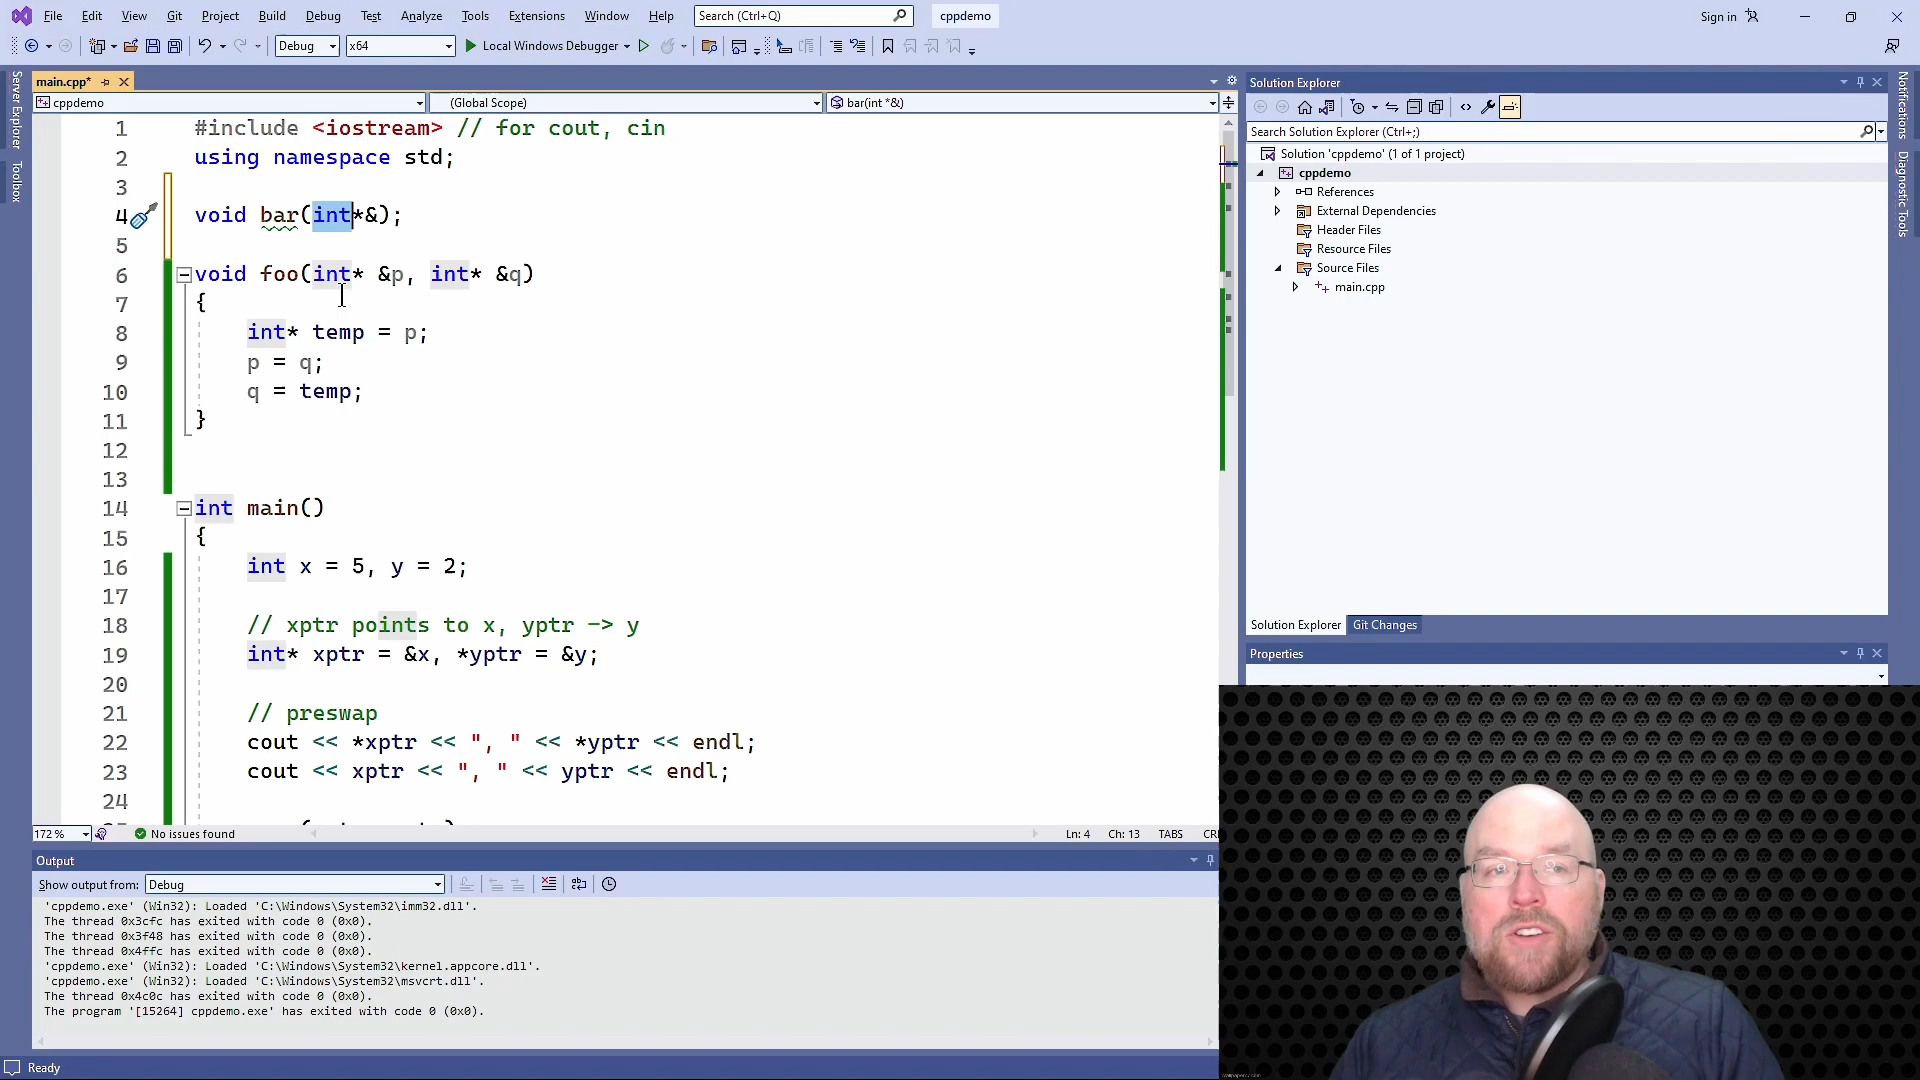 File Edit View Git Project Build Debug Test Analyze Tools Extensions Window Help Search (Ctrl+Q) cppdemo Sign in
Debug x64 Local Windows Debugger
Server Explorer
Toolbox
main.cpp*
cppdemo (Global Scope) bar(int *&)
1 #include <iostream> // for cout, cin
2 using namespace std;
3
4 void bar(int*&);
5
6 void foo(int* &p, int* &q)
7 {
8 int* temp = p;
9 p = q;
10 q = temp;
11 }
12
13
14 int main()
15 {
16 int x = 5, y = 2;
17
18 // xptr points to x, yptr -> y
19 int* xptr = &x, *yptr = &y;
20
21 // preswap
22 cout << *xptr << ", " << *yptr << endl;
23 cout << xptr << ", " << yptr << endl;
24
172 % No issues found Ln: 4 Ch: 13 TABS CR
Output
Show output from: Debug
'cppdemo.exe' (Win32): Loaded 'C:\Windows\System32\imm32.dll'.
The thread 0x3cfc has exited with code 0 (0x0).
The thread 0x3f48 has exited with code 0 (0x0).
The thread 0x4ffc has exited with code 0 (0x0).
'cppdemo.exe' (Win32): Loaded 'C:\Windows\System32\kernel.appcore.dll'.
'cppdemo.exe' (Win32): Loaded 'C:\Windows\System32\msvcrt.dll'.
The thread 0x4c0c has exited with code 0 (0x0).
The program '[15264] cppdemo.exe' has exited with code 0 (0x0).
Ready
Solution Explorer
Search Solution Explorer (Ctrl+;)
Solution 'cppdemo' (1 of 1 project)
cppdemo
References
External Dependencies
Header Files
Resource Files
Source Files
main.cpp
Solution Explorer Git Changes
Properties
Notifications
Diagnostic Tools